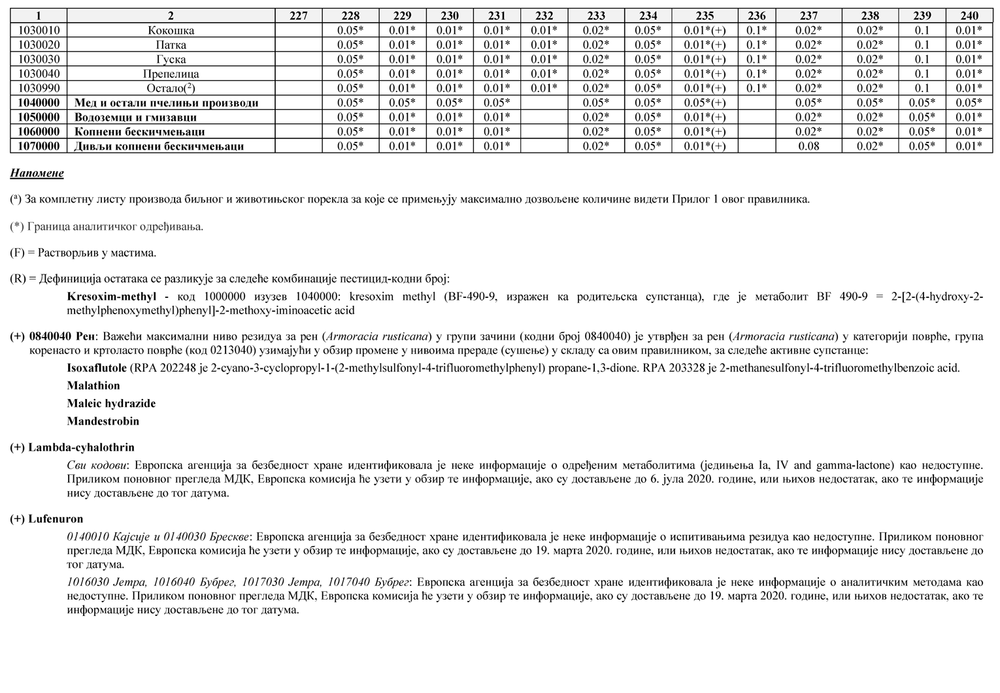 1 2 227 228 229 230 231 232 233 234 235 236 237 238 239 240
1030010 Кокошка 0.05* 0.01* 0.01* 0.01* 0.01* 0.02* 0.05* 0.01*(+) 0.1* 0.02* 0.02* 0.1 0.01*
1030020 Патка 0.05* 0.01* 0.01* 0.01* 0.01* 0.02* 0.05* 0.01*(+) 0.1* 0.02* 0.02* 0.1 0.01*
1030030 Гуска 0.05* 0.01* 0.01* 0.01* 0.01* 0.02* 0.05* 0.01*(+) 0.1* 0.02* 0.02* 0.1 0.01*
1030040 Препелица 0.05* 0.01* 0.01* 0.01* 0.01* 0.02* 0.05* 0.01*(+) 0.1* 0.02* 0.02* 0.1 0.01*
1030990 Остало(²) 0.05* 0.01* 0.01* 0.01* 0.01* 0.02* 0.05* 0.01*(+) 0.1* 0.02* 0.02* 0.1 0.01*
1040000 Мед и остали пчелињи производи 0.05* 0.05* 0.05* 0.05* 0.05* 0.05* 0.05*(+) 0.05* 0.05* 0.05* 0.05*
1050000 Водоземци и гмизавци 0.05* 0.01* 0.01* 0.01* 0.02* 0.05* 0.01*(+) 0.02* 0.02* 0.05* 0.01*
1060000 Копнени бескичмењаци 0.05* 0.01* 0.01* 0.01* 0.02* 0.05* 0.01*(+) 0.02* 0.02* 0.05* 0.01*
1070000 Дивљи копнени бескичмењаци 0.05* 0.01* 0.01* 0.01* 0.02* 0.05* 0.01*(+) 0.08 0.02* 0.05* 0.01*
Напомене
(ᵃ) За комплетну листу производа биљног и животињског порекла за које се примењују максимално дозвољене количине видети Прилог 1 овог правилника.
(*) Граница аналитичког одређивања.
(F) = Растворљив у мастима.
(R) = Дефиниција остатака се разликује за следеће комбинације пестицид-кодни број:
Kresoxim-methyl - код 1000000 изузев 1040000: kresoxim methyl (BF-490-9, изражен ка родитељска супстанца), где је метаболит BF 490-9 = 2-[2-(4-hydroxy-2-
methylphenoxymethyl)phenyl]-2-methoxy-iminoacetic acid
(+) 0840040 Рен: Важећи максимални ниво резидуа за рен (Armoracia rusticana) у групи зачини (кодни број 0840040) је утврђен за рен (Armoracia rusticana) у категорији поврће, група
коренасто и кртоласто поврће (код 0213040) узимајући у обзир промене у нивоима прераде (сушење) у складу са овим правилником, за следеће активне супстанце:
Isoxaflutole (RPA 202248 је 2-cyano-3-cyclopropyl-1-(2-methylsulfonyl-4-trifluoromethylphenyl) propane-1,3-dione. RPA 203328 је 2-methanesulfonyl-4-trifluoromethylbenzoic acid.
Malathion
Maleic hydrazide
Mandestrobin
(+) Lambda-cyhalothrin
Сви кодови: Европска агенција за безбедност хране идентификовала је неке информације о одређеним метаболитима (једињења Ia, IV and gamma-lactone) као недоступне.
Приликом поновног прегледа МДК, Европска комисија ће узети у обзир те информације, ако су достављене до 6. јула 2020. године, или њихов недостатак, ако те информације
нису достављене до тог датума.
(+) Lufenuron
0140010 Кајсије и 0140030 Брескве: Европска агенција за безбедност хране идентификовала је неке информације о испитивањима резидуа као недоступне. Приликом поновног
прегледа МДК, Европска комисија ће узети у обзир те информације, ако су достављене до 19. марта 2020. године, или њихов недостатак, ако те информације нису достављене до
тог датума.
1016030 Јетра, 1016040 Бубрег, 1017030 Јетра, 1017040 Бубрег: Европска агенција за безбедност хране идентификовала је неке информације о аналитичким методама као
недоступне. Приликом поновног прегледа МДК, Европска комисија ће узети у обзир те информације, ако су достављене до 19. марта 2020. године, или њихов недостатак, ако те
информације нису достављене до тог датума.